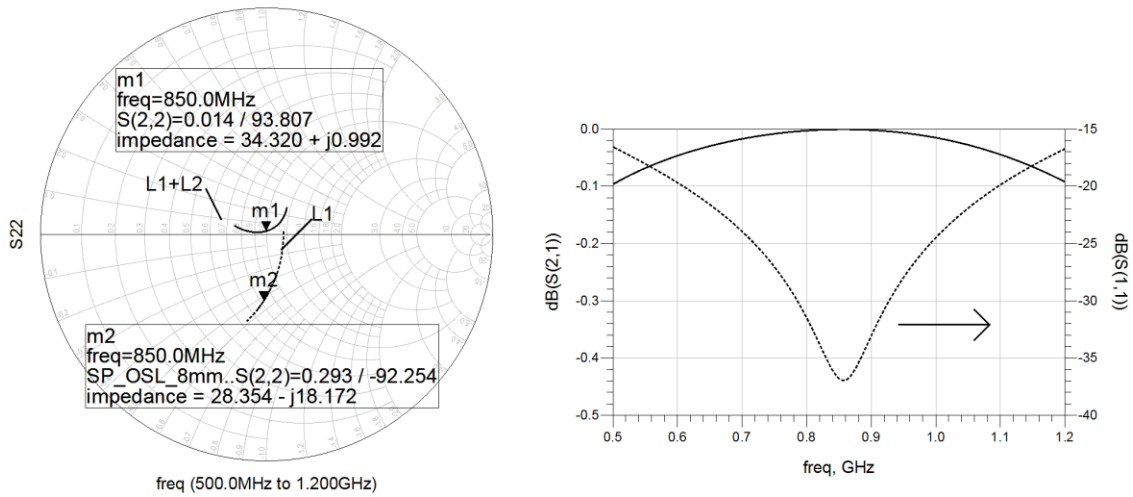 m1
freq=850.0MHz
S(2,2)=0.014 / 93.807
impedance = 34.320 + j0.992
L1+L2
m1
L1
S22
m2
m2
freq=850.0MHz
SP_OSL_8mm..S(2,2)=0.293 / -92.254
impedance = 28.354 - j18.172
freq (500.0MHz to 1.200GHz)
0.0
-0.1
-0.2
-0.3
-0.4
-0.5
dB(S(2,1))
-15
-20
-25
-30
-35
-40
dB(S(1,1))
0.5
0.6
0.7
0.8
0.9
1.0
1.1
1.2
freq, GHz